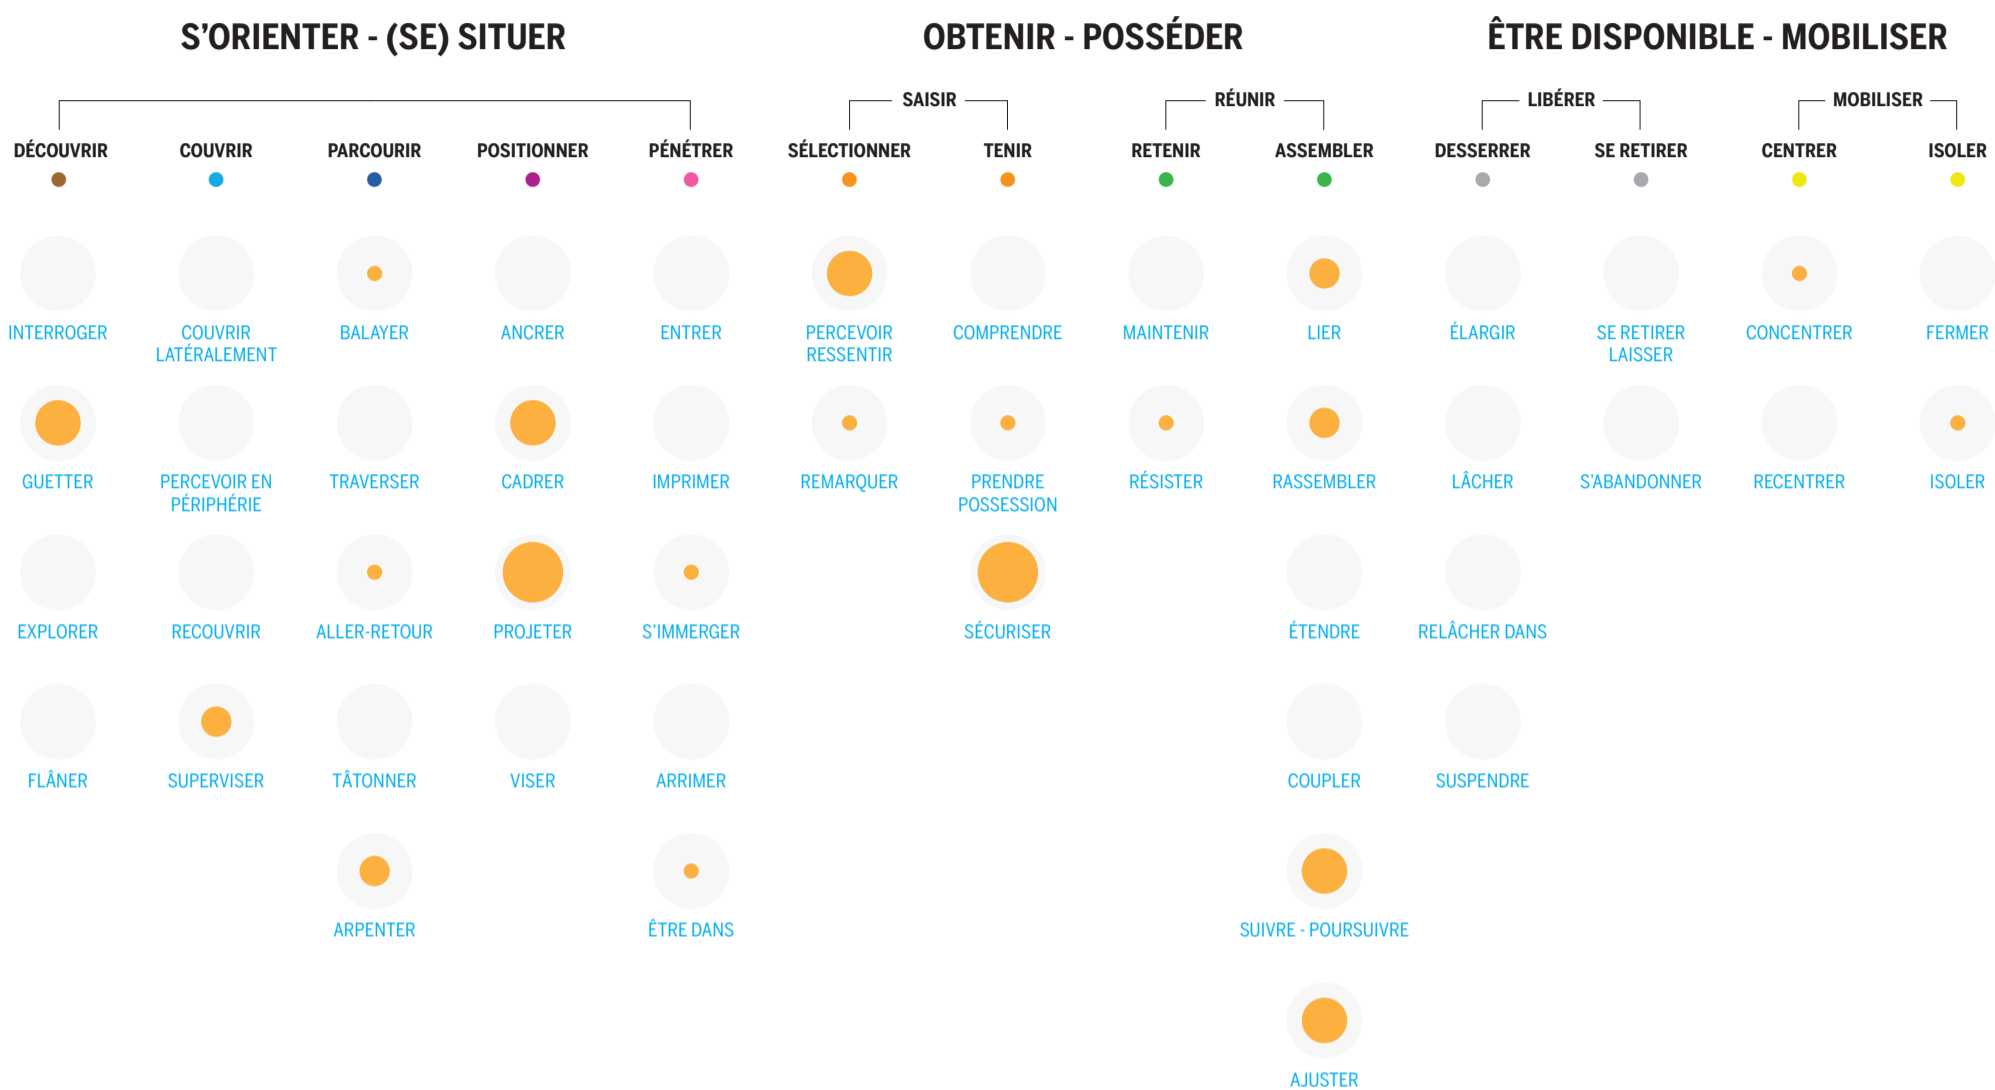 S'ORIENTER - (SE) SITUER
OBTENIR - POSSÉDER
ÊTRE DISPONIBLE - MOBILISER
SAISIR
RÉUNIR
LIBÉRER
MOBILISER
DÉCOUVRIR
COUVRIR
PARCOURIR
POSITIONNER
PÉNÉTRER
SÉLECTIONNER
TENIR
RETENIR
ASSEMBLER
DESSERRER
SE RETIRER
CENTRER
ISOLER
INTERROGER
COUVRIR
LATÉRALEMENT
BALAYER
ANCRER
ENTRER
PERCEVOIR
RESSENTIR
COMPRENDRE
MAINTENIR
LIER
ÉLARGIR
SE RETIRER
LAISSER
CONCENTRER
FERMER
GUETTER
PERCEVOIR EN
PÉRIPHÉRIE
TRAVERSER
CADRER
IMPRIMER
REMARQUER
PRENDRE
POSSESSION
RÉSISTER
RASSEMBLER
LÂCHER
S'ABANDONNER
RECENTRER
ISOLER
EXPLORER
RECOUVRIR
ALLER-RETOUR
PROJETER
S'IMMERGER
SÉCURISER
ÉTENDRE
RELÂCHER DANS
FLÂNER
SUPERVISER
TÂTONNER
VISER
ARRIMER
COUPLER
SUSPENDRE
ARPENTER
ÊTRE DANS
SUIVRE - POURSUIVRE
AJUSTER